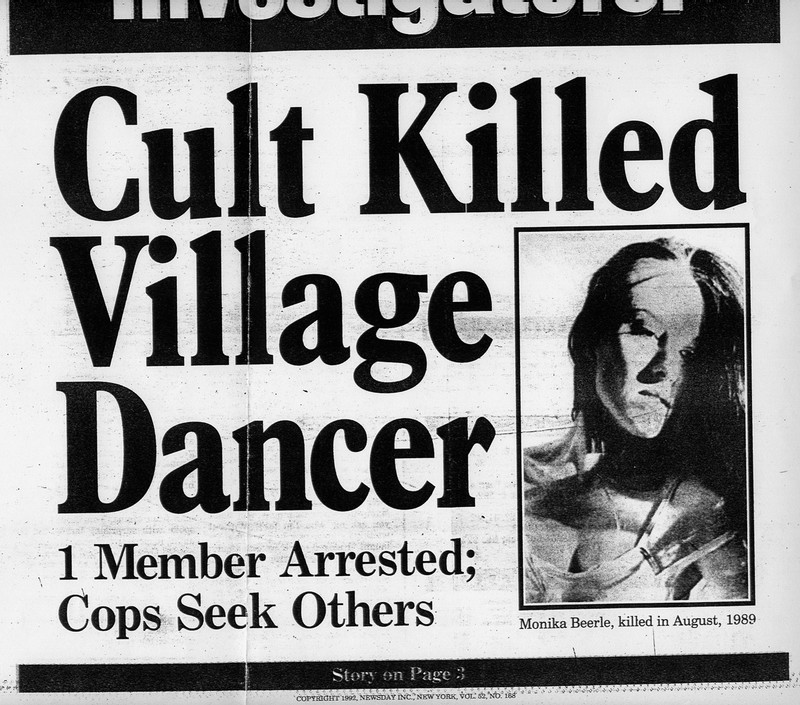 Investigators:
Cult Killed
Village
Dancer
1 Member Arrested;
Cops Seek Others
Monika Beerle, killed in August, 1989
Story on Page 3
COPYRIGHT 1992, NEWSDAY INC., NEW YORK, VOL. 52, NO. 168